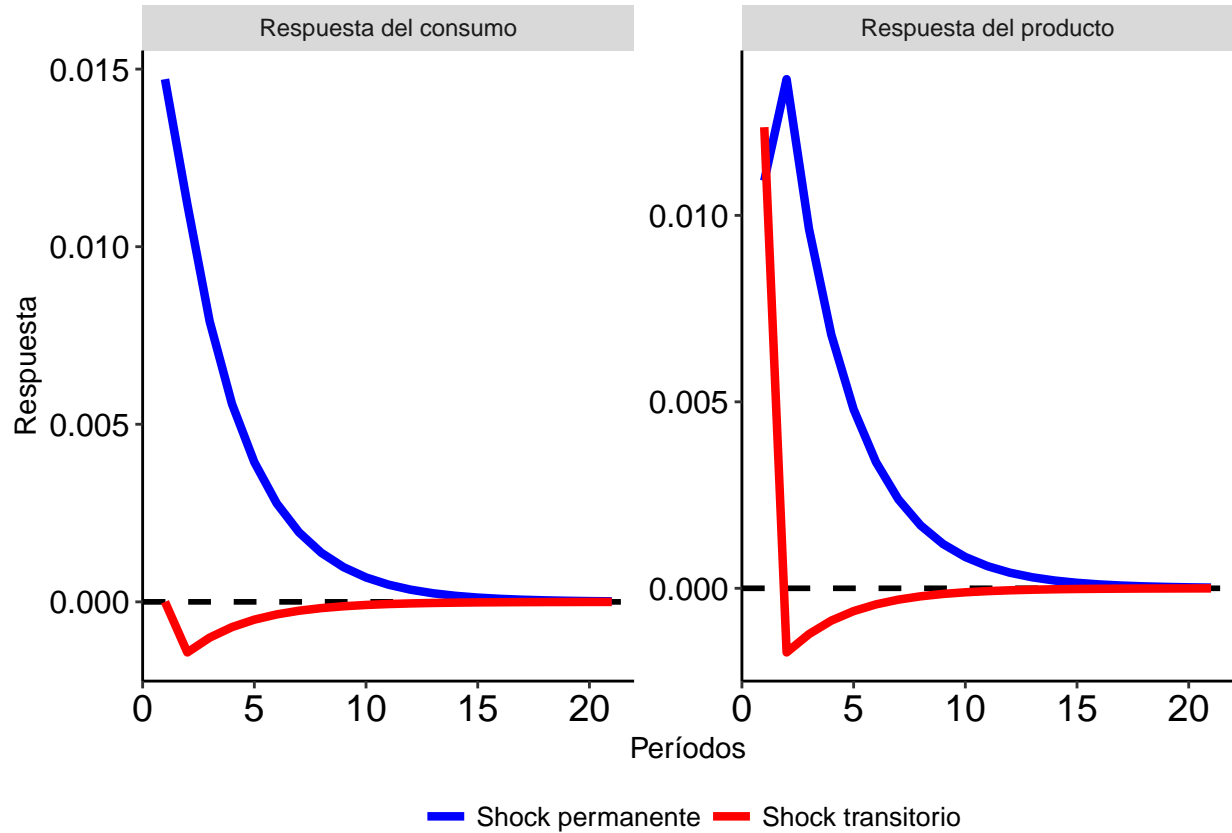 Respuesta del consumo
Respuesta del producto
Respuesta
0.015
0.010
0.005
0.000
0.010
0.005
0.000
0 5 10 15 20
0 5 10 15 20
Períodos
Shock permanente Shock transitorio